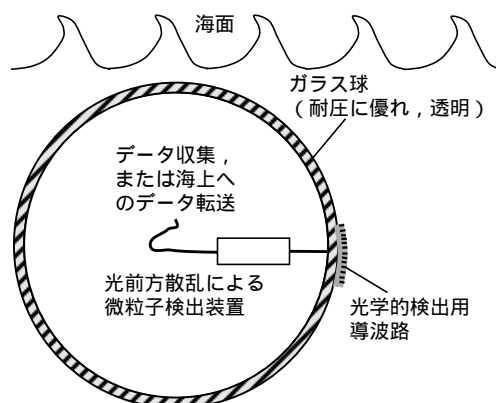 海面
ガラス球
（耐圧に優れ，透明）
データ収集，
または海上へ
のデータ転送
光前方散乱による
微粒子検出装置
光学的検出用
導波路